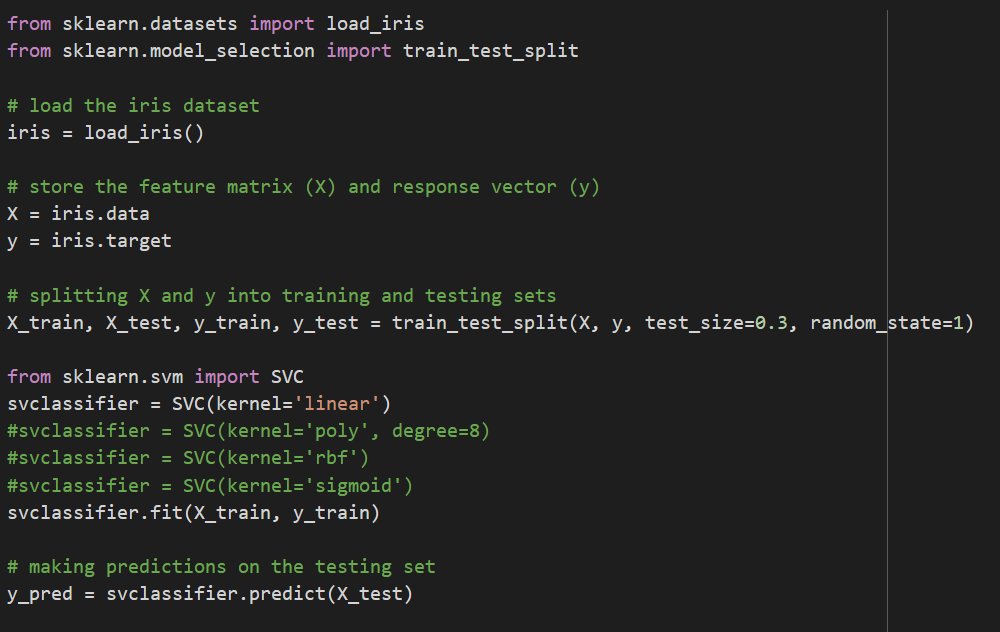 from sklearn.datasets import load_iris
from sklearn.model_selection import train_test_split
# load the iris dataset
iris = load_iris()
# store the feature matrix (X) and response vector (y)
X = iris.data
y = iris.target
# splitting X and y into training and testing sets
X_train, X_test, y_train, y_test = train_test_split(X, y, test_size=0.3, random_state=1)
from sklearn.svm import SVC
svclassifier = SVC(kernel='linear')
#svclassifier = SVC(kernel='poly', degree=8)
#svclassifier = SVC(kernel='rbf')
#svclassifier = SVC(kernel='sigmoid')
svclassifier.fit(X_train, y_train)
# making predictions on the testing set
y_pred = svclassifier.predict(X_test)